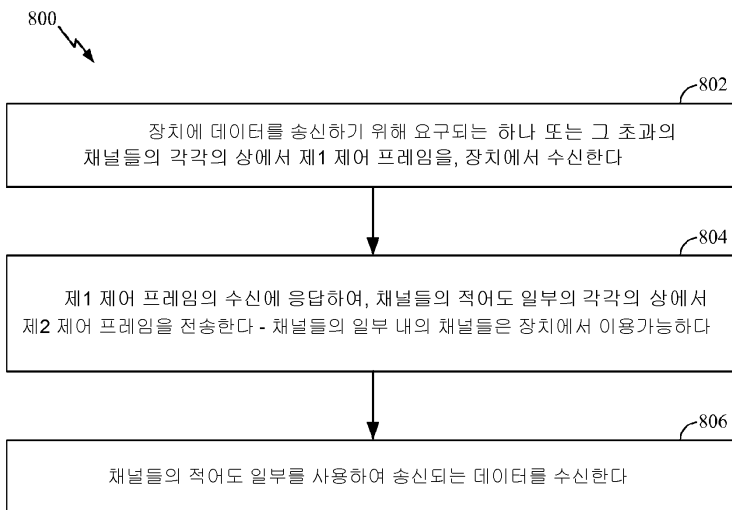 800
802
장치에 데이터를 송신하기 위해 요구되는 하나 또는 그 초과의
채널들의 각각의 상에서 제1 제어 프레임을, 장치에서 수신한다
804
제1 제어 프레임의 수신에 응답하여, 채널들의 적어도 일부의 각각의 상에서
제2 제어 프레임을 전송한다 - 채널들의 일부 내의 채널들은 장치에서 이용가능하다
806
채널들의 적어도 일부를 사용하여 송신되는 데이터를 수신한다